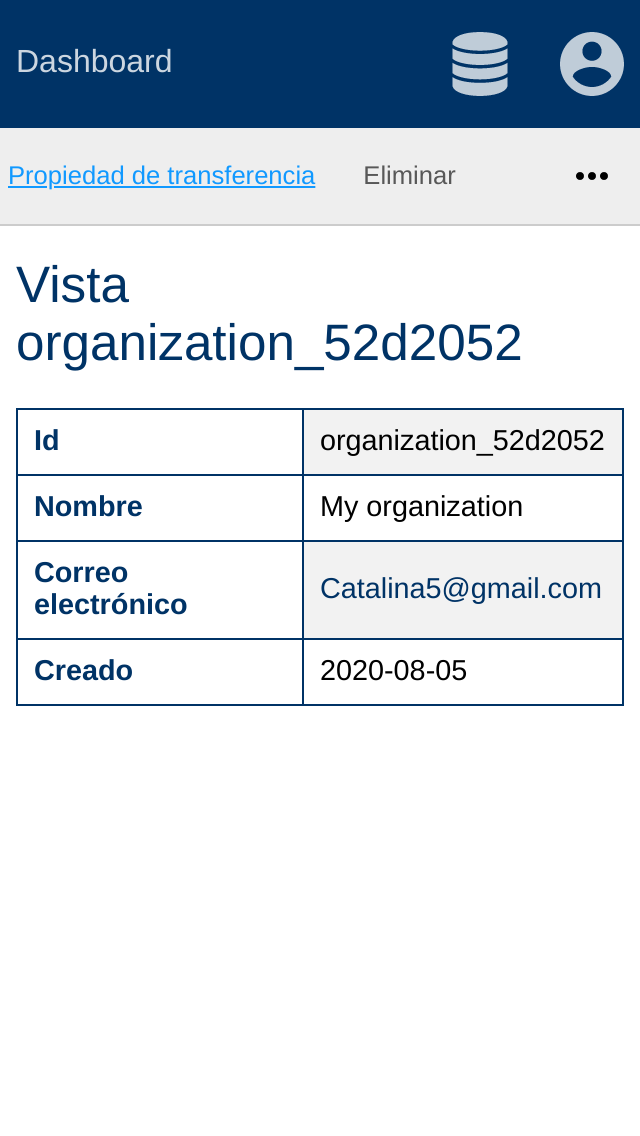 Dashboard
Propiedad de transferencia Eliminar •••
Vista
organization_52d2052
Id organization_52d2052
Nombre My organization
Correo
electrónico Catalina5@gmail.com
Creado 2020-08-05